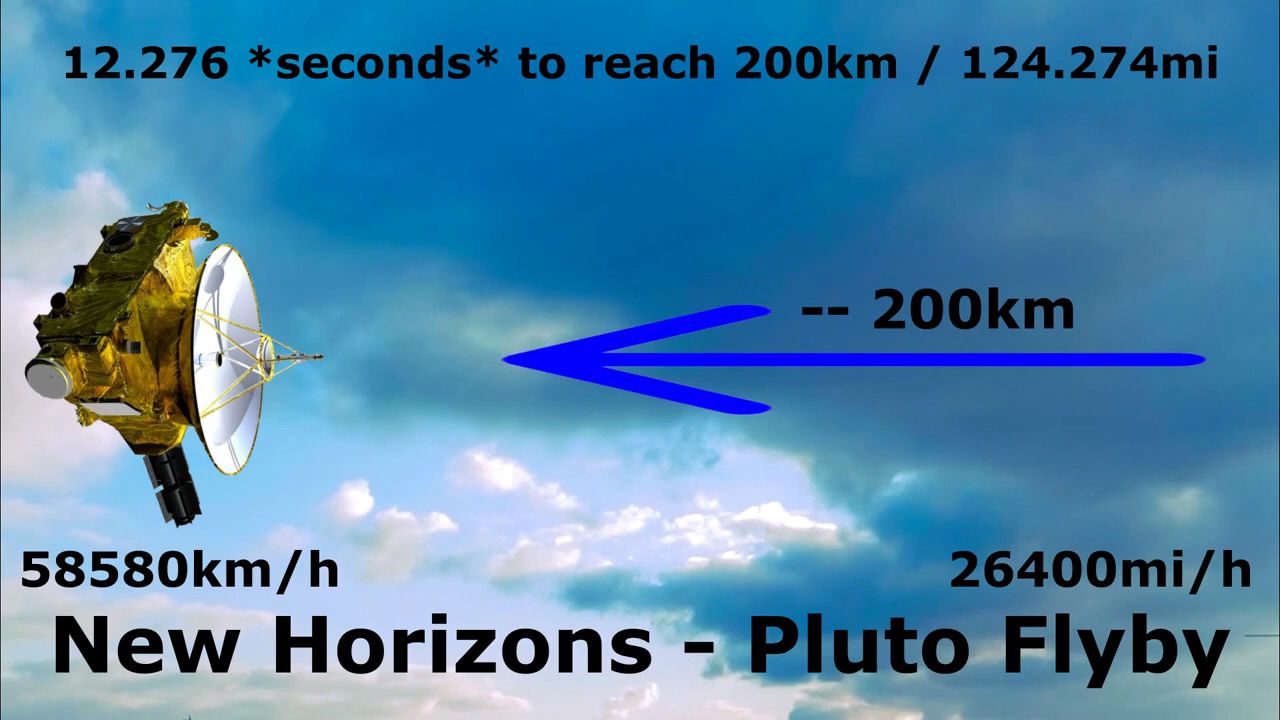 12.276 *seconds* to reach 200km / 124.274mi
-- 200km
58580km/h
26400mi/h
New Horizons - Pluto Flyby